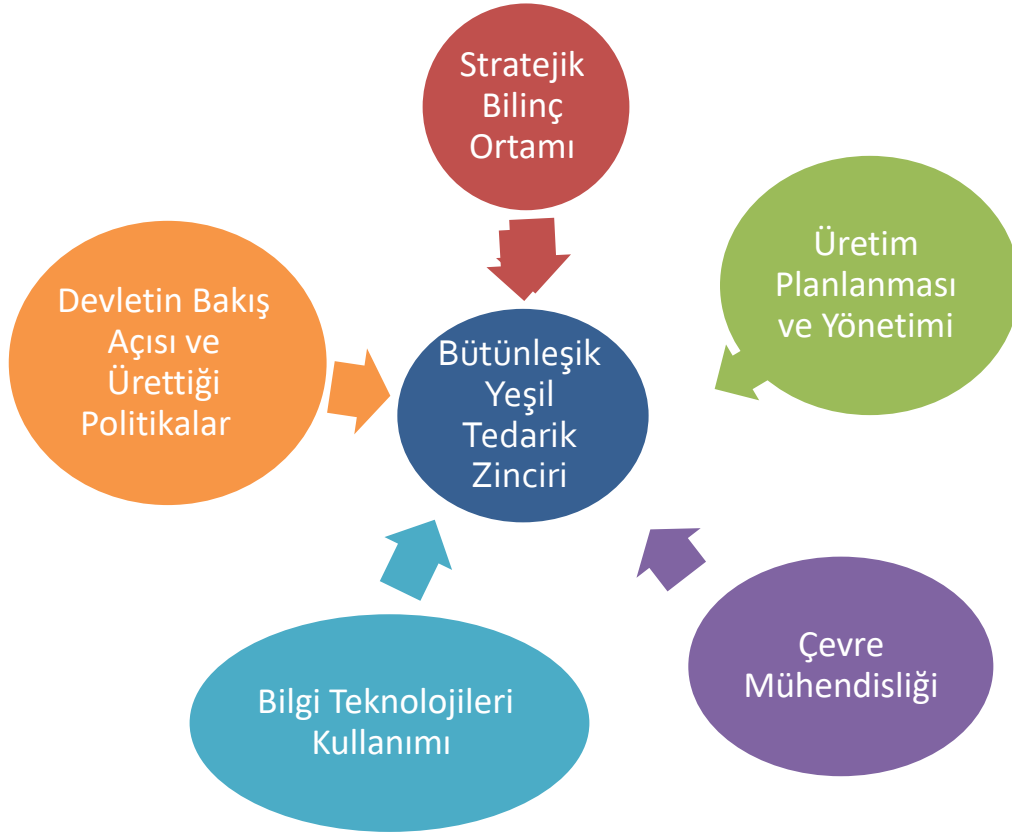 Stratejik
Bilinç
Ortamı
Üretim
Planlanması
ve Yönetimi
Devletin Bakış
Açısı ve
Ürettiği
Politikalar
Bütünleşik
Yeşil
Tedarik
Zinciri
Çevre
Mühendisliği
Bilgi Teknolojileri
Kullanımı